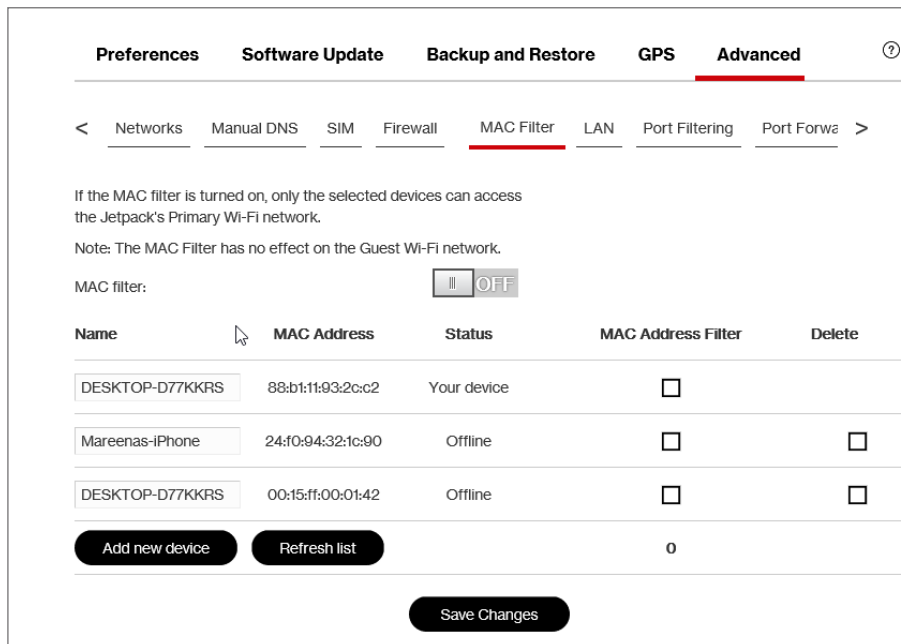 Preferences Software Update Backup and Restore GPS Advanced ?
< Networks Manual DNS SIM Firewall MAC Filter LAN Port Filtering Port Forwa >
If the MAC filter is turned on, only the selected devices can access
the Jetpack's Primary Wi-Fi network.
Note: The MAC Filter has no effect on the Guest Wi-Fi network.
MAC filter: OFF
Name MAC Address Status MAC Address Filter Delete
DESKTOP-D77KKRS 88:b1:11:93:2c:c2 Your device
Mareenas-iPhone 24:f0:94:32:1c:90 Offline
DESKTOP-D77KKRS 00:15:ff:00:01:42 Offline
Add new device Refresh list 0
Save Changes